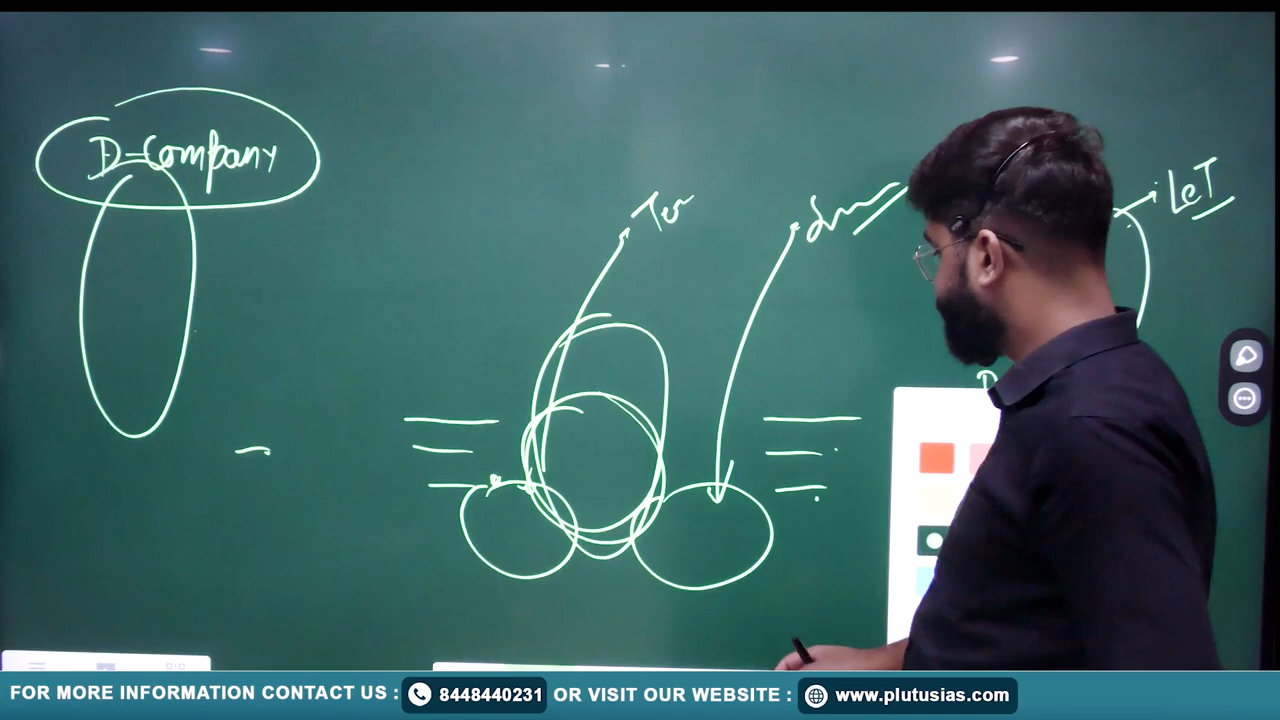 D-Company
Ter
LeT
FOR MORE INFORMATION CONTACT US : 8448440231 OR VISIT OUR WEBSITE : www.plutusias.com